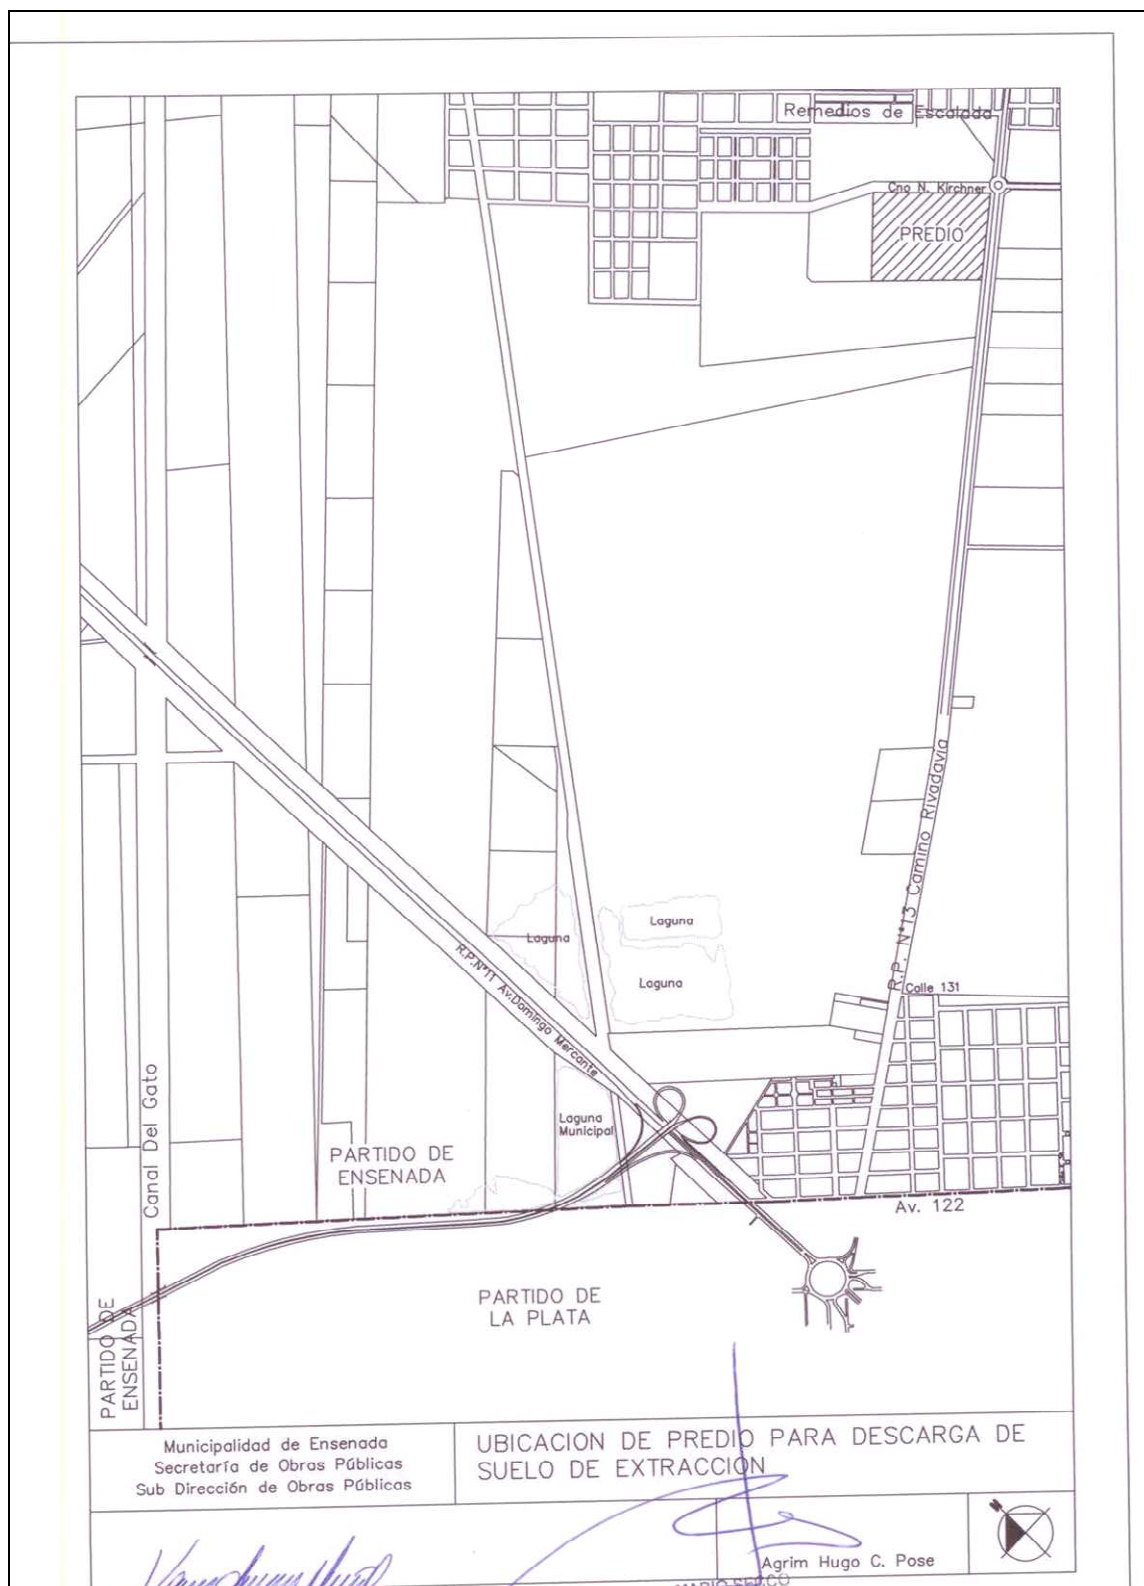 Remedios de Escalada
Cno N. Kirchner
PREDIO
R.P. N°13 Camino Rivadavia
Laguna
Laguna
Laguna
Calle 131
R.P.N°11 Av.Domingo Mercante
Laguna
Municipal
Canal Del Gato
PARTIDO DE
ENSENADA
Av. 122
PARTIDO DE
LA PLATA
PARTIDO DE
ENSENADA
Municipalidad de Ensenada
Secretaría de Obras Públicas
Sub Dirección de Obras Públicas
UBICACION DE PREDIO PARA DESCARGA DE
SUELO DE EXTRACCION
N
Agrim Hugo C. Pose
MARIO SECCO